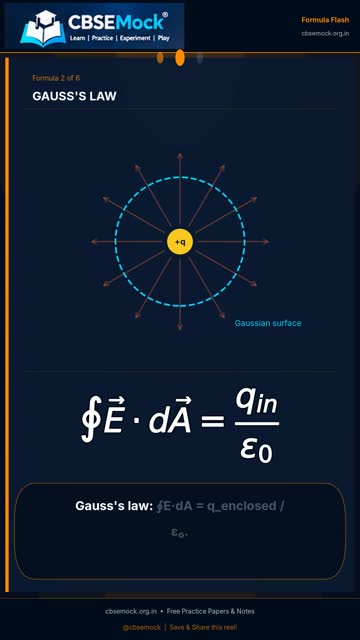 CBSEMock®
Learn | Practice | Experiment | Play
Formula Flash
cbsemock.org.in
Formula 2 of 6
GAUSS'S LAW
+q
Gaussian surface
∮E⃗ · dA⃗ = q_in / ε₀
Gauss's law: ∮E·dA = q_enclosed /
ε₀.
cbsemock.org.in • Free Practice Papers & Notes
@cbsemock | Save & Share this reel!